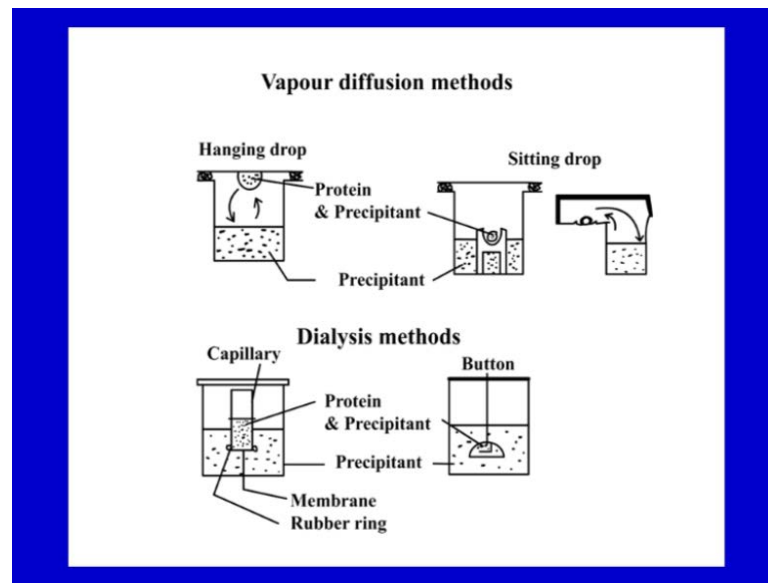 Vapour diffusion methods
Hanging drop
Sitting drop
Protein
& Precipitant
Precipitant
Dialysis methods
Capillary
Button
Protein
& Precipitant
Precipitant
Membrane
Rubber ring